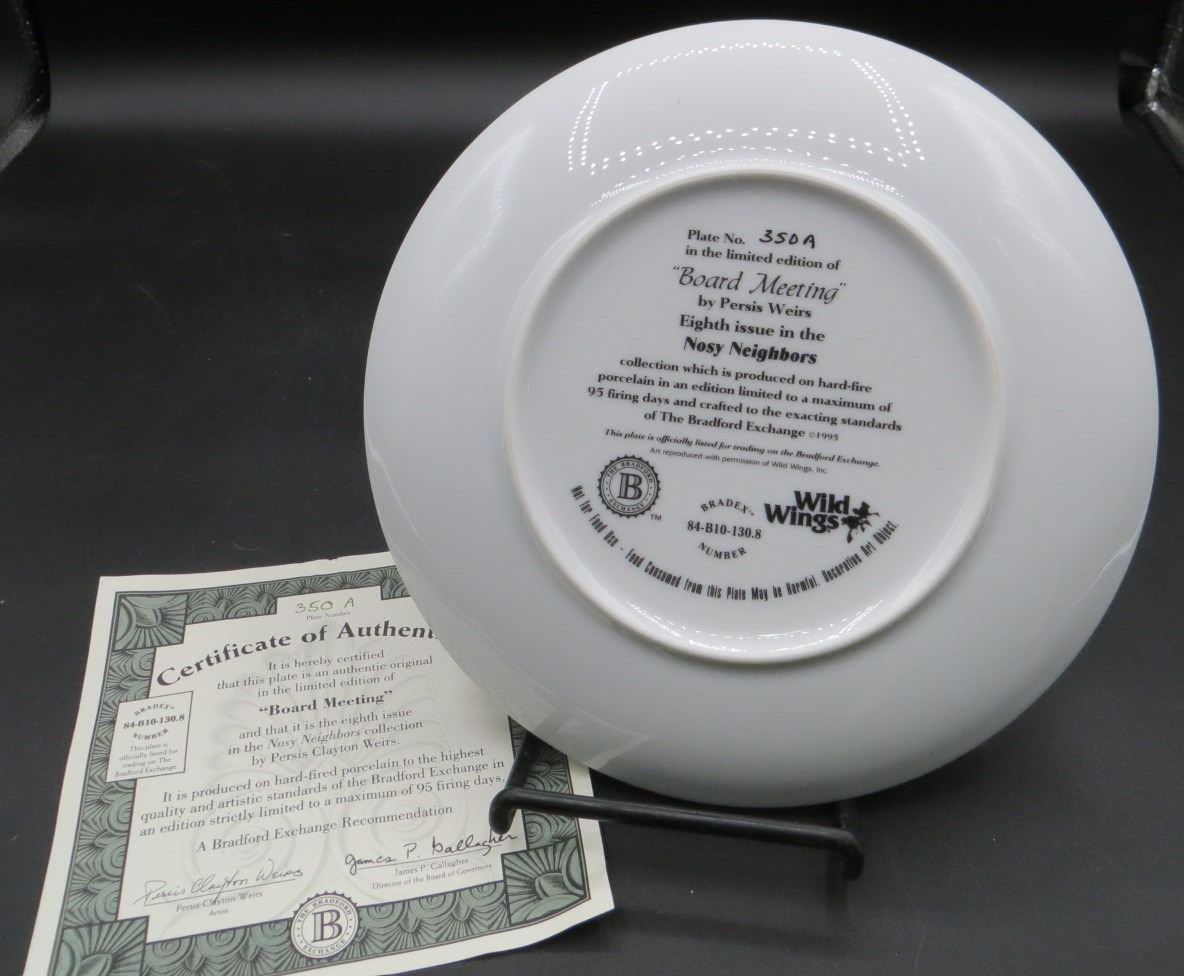 Plate No. 350A
in the limited edition of
"Board Meeting"
by Persis Weirs
Eighth issue in the
Nosy Neighbors
collection which is produced on hard-fire
porcelain in an edition limited to a maximum of
95 firing days and crafted to the exacting standards
of The Bradford Exchange ©1995
This plate is officially listed for trading on the Bradford Exchange.
Art reproduced with permission of Wild Wings, Inc.
THE BRADFORD
B
EXCHANGE
TM
BRADEX™
84-B10-130.8
NUMBER
Wild
Wings
Not for Food Use - Food Consumed from this Plate May be Harmful. Decorative Art Object.
350 A
Plate Number
Certificate of Authent
It is hereby certified
that this plate is an authentic original
in the limited edition of
"Board Meeting"
and that it is the eighth issue
in the Nosy Neighbors collection
by Persis Clayton Weirs.
BRADEX™
84-B10-130.8
NUMBER
This plate is
officially listed for
trading on The
Bradford Exchange
It is produced on hard-fired porcelain to the highest
quality and artistic standards of the Bradford Exchange in
an edition strictly limited to a maximum of 95 firing days.
A Bradford Exchange Recommendation
Persis Clayton Weirs
Persis Clayton Weirs
Artist
James P. Gallagher
James P. Gallagher
Director of the Board of Governors
THE BRADFORD
B
EXCHANGE